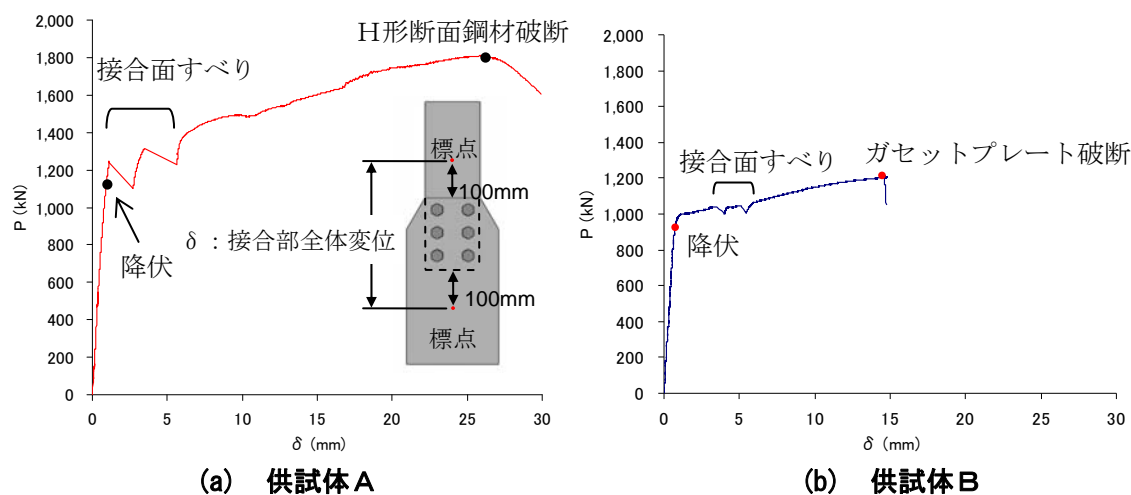 2,000
1,800
1,600
1,400
1,200
1,000
800
600
400
200
0
P (kN)
0 5 10 15 20 25 30
δ (mm)
H形断面鋼材破断
接合面すべり
降伏
標点
100mm
δ:接合部全体変位
100mm
標点
(a) 供試体A
2,000
1,800
1,600
1,400
1,200
1,000
800
600
400
200
0
P (kN)
0 5 10 15 20 25 30
δ (mm)
ガセットプレート破断
接合面すべり
降伏
(b) 供試体B